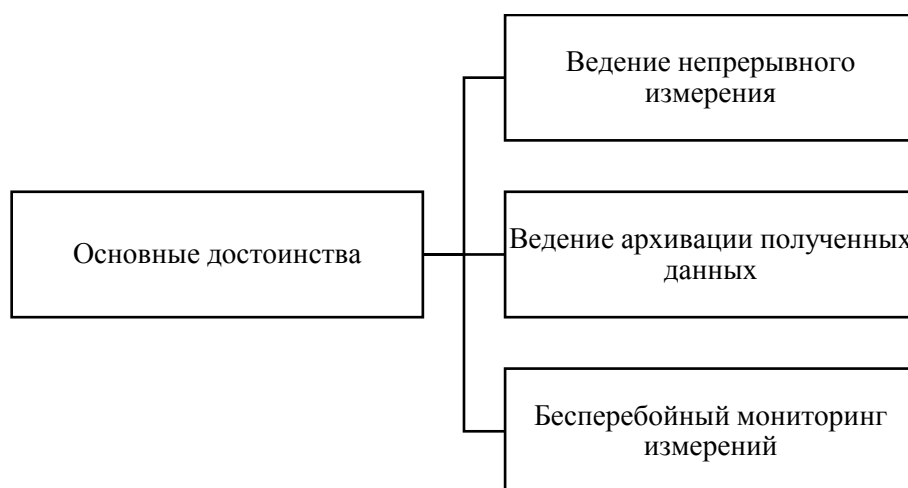 Основные достоинства
Ведение непрерывного
измерения
Ведение архивации полученных
данных
Бесперебойный мониторинг
измерений